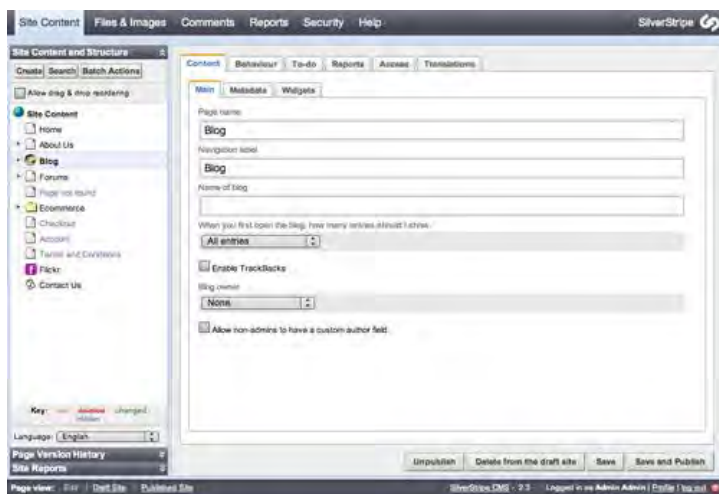 Site Content Files & Images Comments Reports Security Help SilverStripe
Site Content and Structure
Create Search Batch Actions
Allow drag & drop reordering
Site Content
Home
About Us
Blog
Forums
Page not found
Ecommerce
Checkout
Account
Terms and Conditions
Flickr
Contact Us
Key: new deleted changed
hidden
Language: English
Page Version History
Site Reports
Content Behaviour To-do Reports Access Translations
Main Metadata Widgets
Page name
Blog
Navigation label
Blog
Name of blog
When you first open the blog, how many entries should I show
All entries
Enable TrackBacks
Blog owner
None
Allow non-admins to have a custom author field
Unpublish Delete from the draft site Save Save and Publish
Page view: Edit Draft Site Published Site SilverStripe CMS - 2.3 Logged in as Admin Admin | Profile | log out